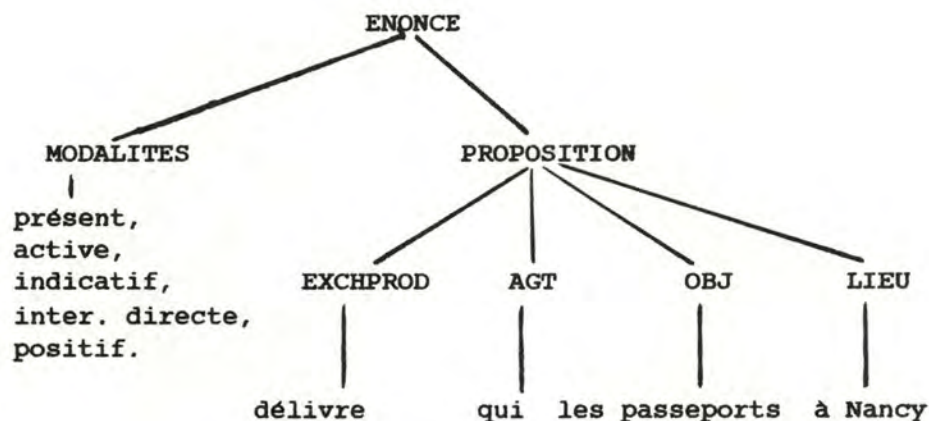 ENONCE
MODALITES PROPOSITION
présent,
active,
indicatif,
inter. directe,
positif.
EXCHPROD AGT OBJ LIEU
délivre qui les passeports à Nancy